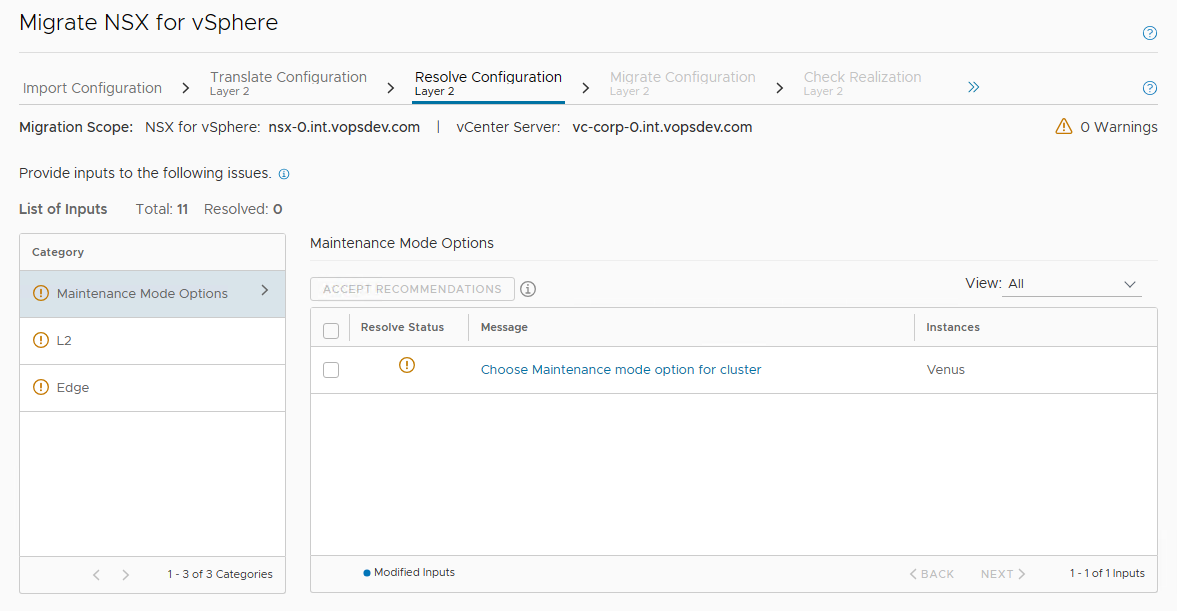 Migrate NSX for vSphere
Import Configuration
Translate Configuration
Layer 2
Resolve Configuration
Layer 2
Migrate Configuration
Layer 2
Check Realization
Layer 2
Migration Scope: NSX for vSphere: nsx-0.int.vopsdev.com | vCenter Server: vc-corp-0.int.vopsdev.com
0 Warnings
Provide inputs to the following issues.
List of Inputs Total: 11 Resolved: 0
Category
Maintenance Mode Options
L2
Edge
1 - 3 of 3 Categories
Maintenance Mode Options
ACCEPT RECOMMENDATIONS
View: All
Resolve Status Message Instances
Choose Maintenance mode option for cluster Venus
Modified Inputs
BACK NEXT 1 - 1 of 1 Inputs